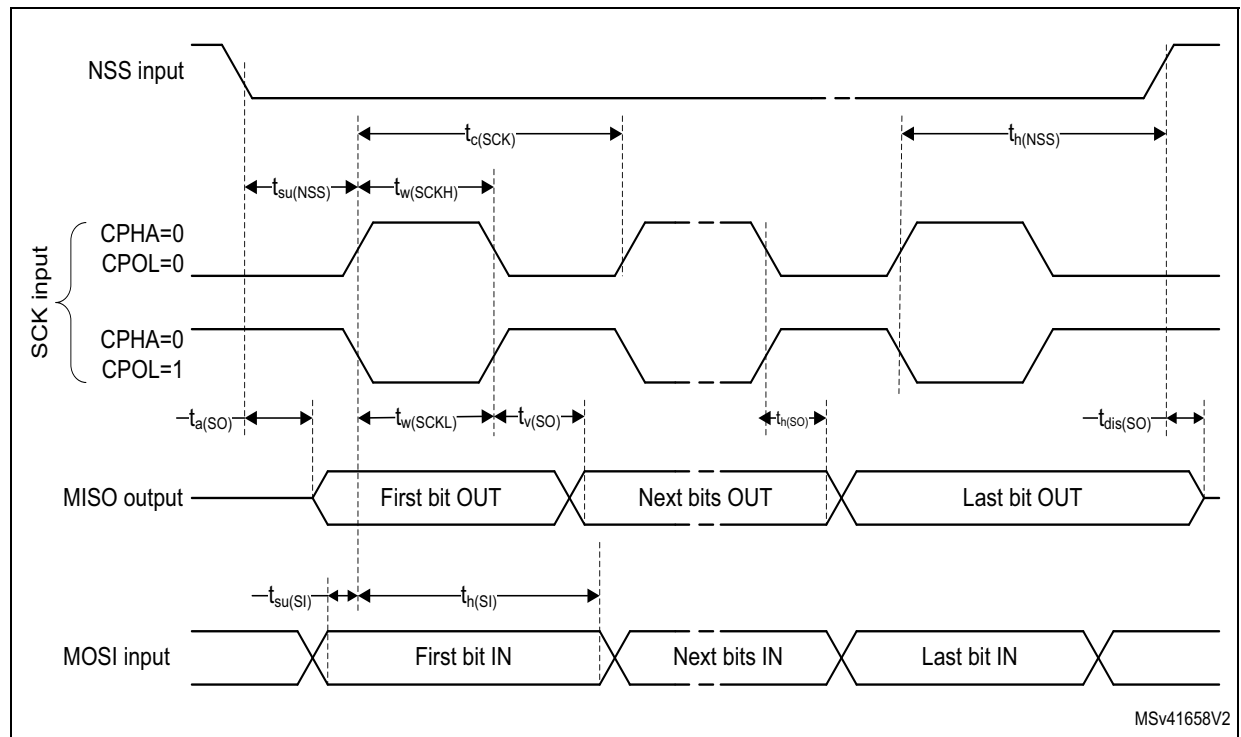 NSS input
tc(SCK)
th(NSS)
tsu(NSS)
tw(SCKH)
SCK input
CPHA=0
CPOL=0
CPHA=0
CPOL=1
ta(SO)
tw(SCKL)
tv(SO)
th(SO)
tdis(SO)
MISO output
First bit OUT
Next bits OUT
Last bit OUT
tsu(SI)
th(SI)
MOSI input
First bit IN
Next bits IN
Last bit IN
MSv41658V2